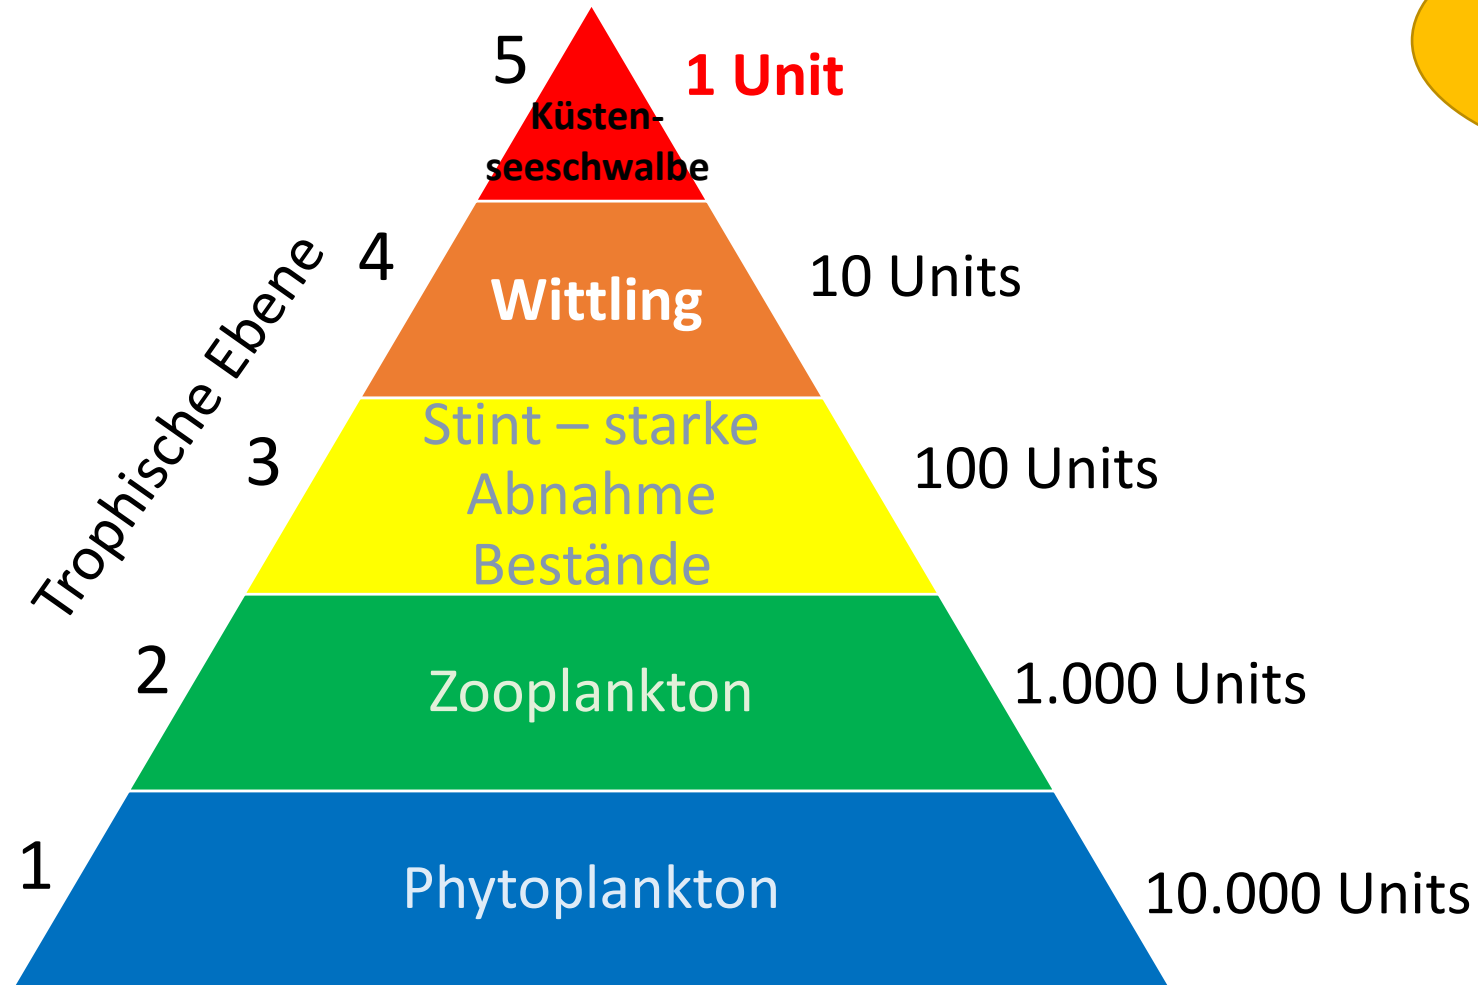 5
1 Unit
Küsten-
seeschwalbe
Trophische Ebene
4
Wittling
10 Units
3
Stint – starke
Abnahme
Bestände
100 Units
2
Zooplankton
1.000 Units
1
Phytoplankton
10.000 Units